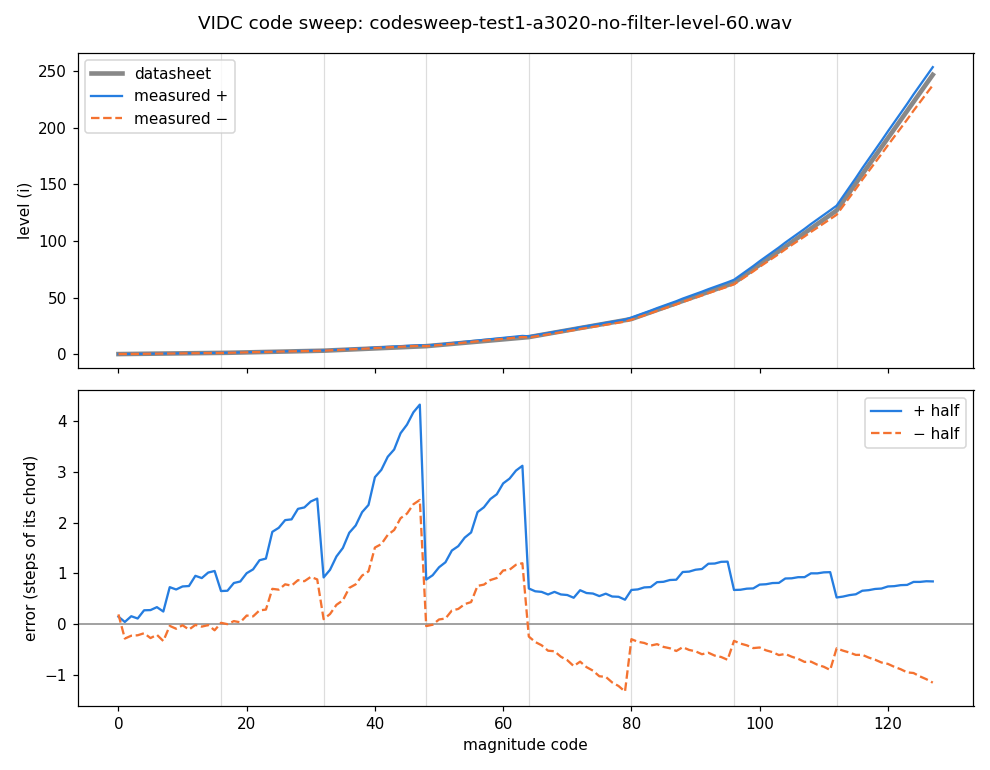 VIDC code sweep: codesweep-test1-a3020-no-filter-level-60.wav
250
200
150
100
50
0
level (i)
datasheet
measured +
measured −
4
3
2
1
0
−1
error (steps of its chord)
+ half
− half
0
20
40
60
80
100
120
magnitude code